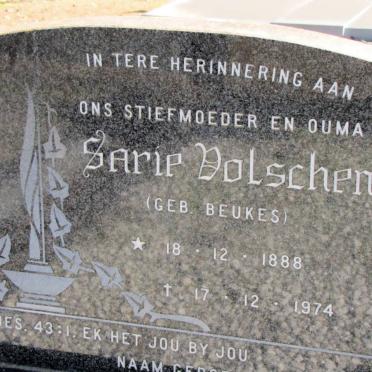 IN TERE HERINNERING AAN
ONS STIEFMOEDER EN OUMA
Sarie Volschen
(GEB. BEUKES)
★ 18 · 12 · 1888
† 17 · 12 · 1974
JES. 43:1. EK HET JOU BY JOU
NAAM